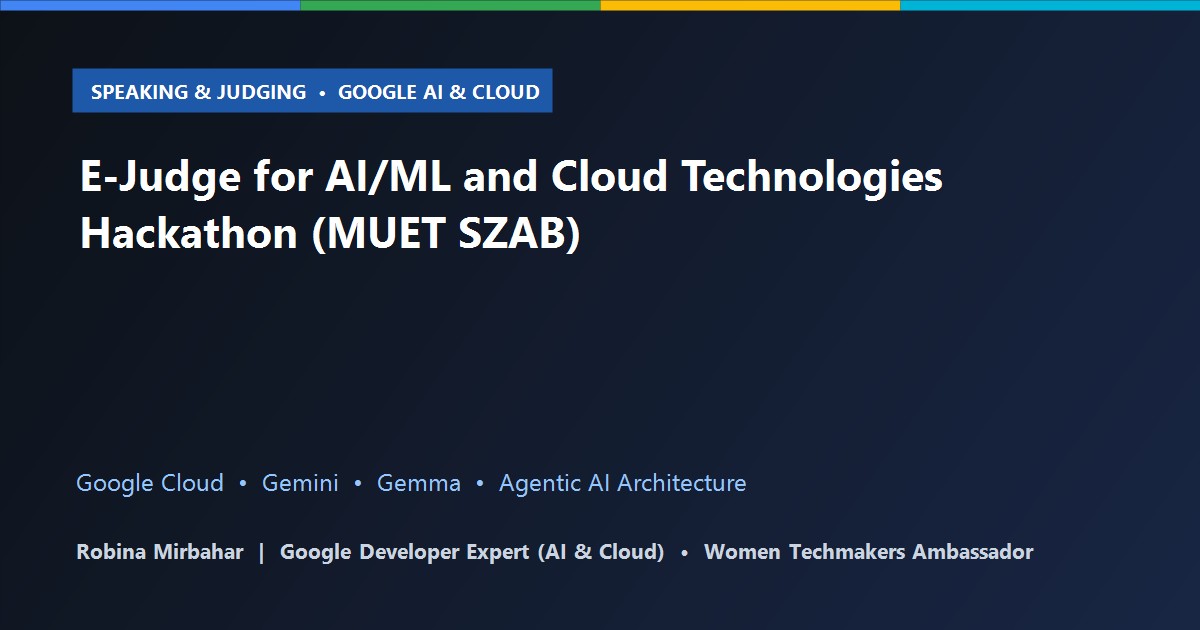 SPEAKING & JUDGING • GOOGLE AI & CLOUD
E-Judge for AI/ML and Cloud Technologies
Hackathon (MUET SZAB)
Google Cloud • Gemini • Gemma • Agentic AI Architecture
Robina Mirbahar | Google Developer Expert (AI & Cloud) • Women Techmakers Ambassador